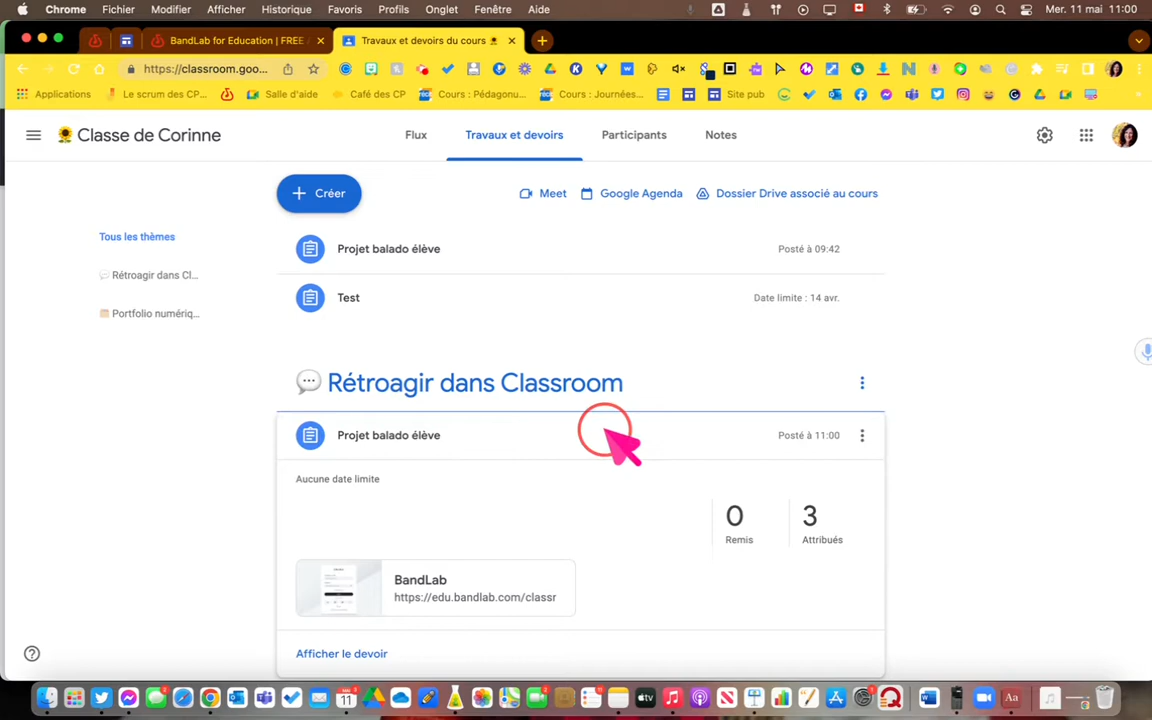 Chrome Fichier Modifier Afficher Historique Favoris Profils Onglet Fenêtre Aide Mer. 11 mai 11:00
BandLab for Education | FREE Travaux et devoirs du cours
https://classroom.goo...
Applications Le scrum des CP... Salle d'aide Café des CP Cours : Pédagonu... Cours : Journées... Site pub
Classe de Corinne Flux Travaux et devoirs Participants Notes
Créer Meet Google Agenda Dossier Drive associé au cours
Tous les thèmes
Projet balado élève Posté à 09:42
Rétroagir dans Cl...
Test Date limite : 14 avr.
Portfolio numériq...
Rétroagir dans Classroom
Projet balado élève Posté à 11:00
Aucune date limite
0 3
Remis Attribués
BandLab
https://edu.bandlab.com/classr
Afficher le devoir